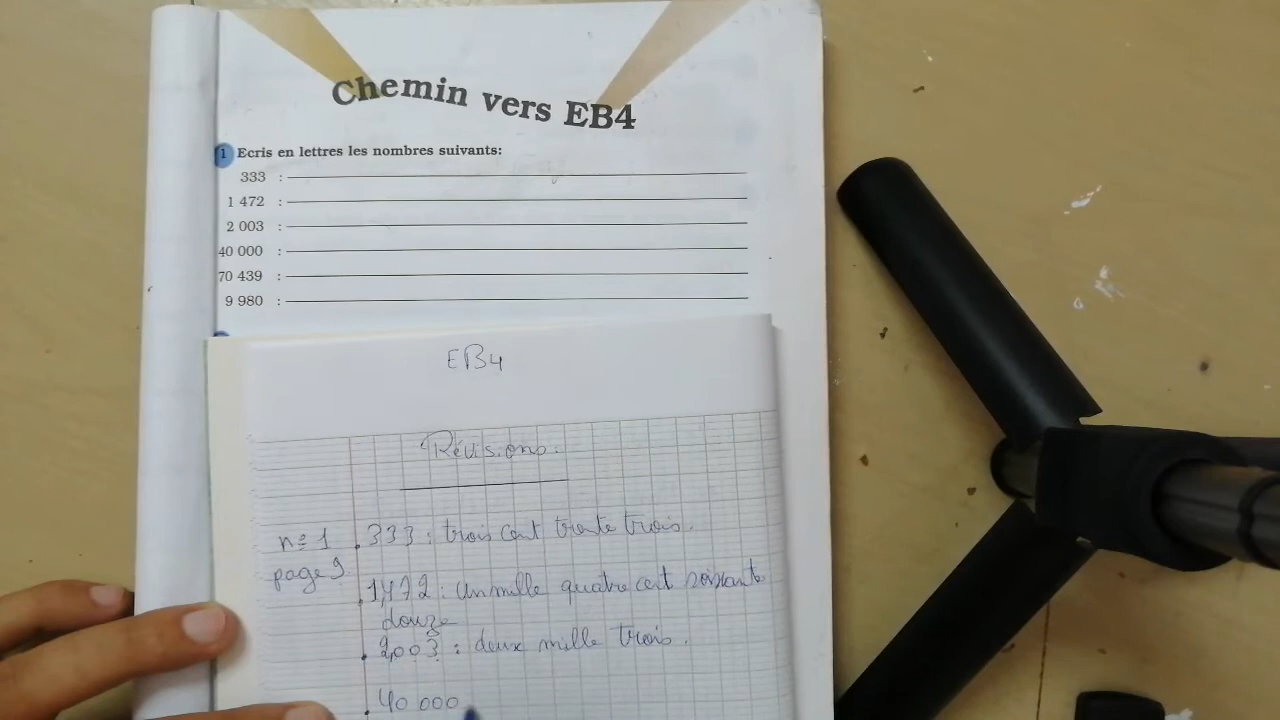 Chemin vers EB4
1 Ecris en lettres les nombres suivants:
333 :
1 472 :
2 003 :
40 000 :
70 439 :
9 980 :
EB4
Révisions.
n° 1 . 333 : trois cent trente trois.
page 9
. 1472 : Un mille quatre cent soixante
douze
. 2003 : deux mille trois.
. 40 000